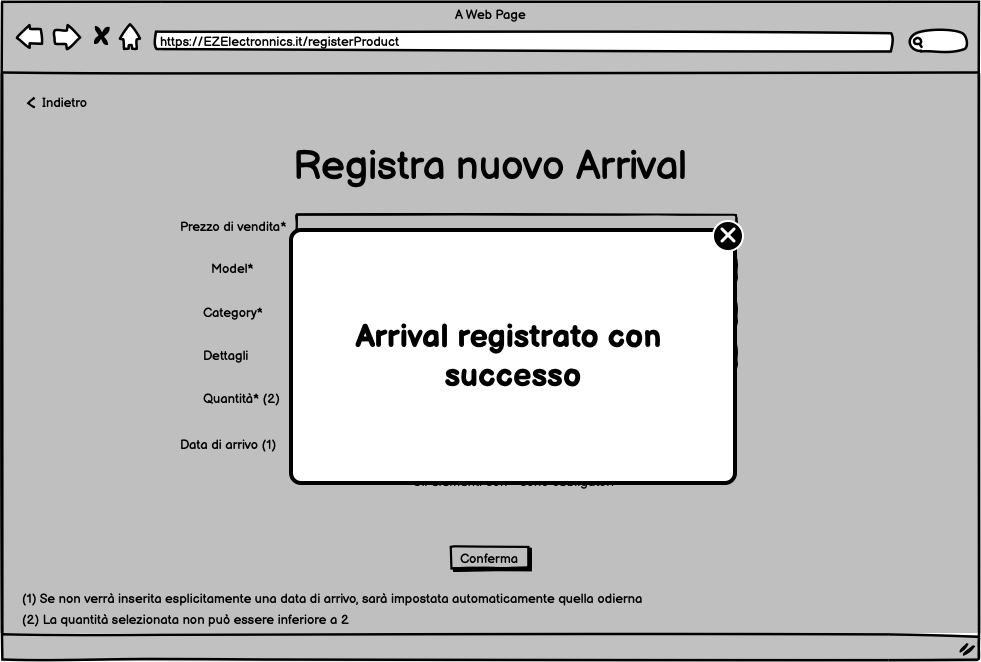 A Web Page
https://EZElectronnics.it/registerProduct
Indietro
Registra nuovo Arrival
Prezzo di vendita*
Model*
Category*
Arrival registrato con
successo
Dettagli
Quantità* (2)
Data di arrivo (1)
Conferma
(1) Se non verrà inserita esplicitamente una data di arrivo, sarà impostata automaticamente quella odierna
(2) La quantità selezionata non può essere inferiore a 2